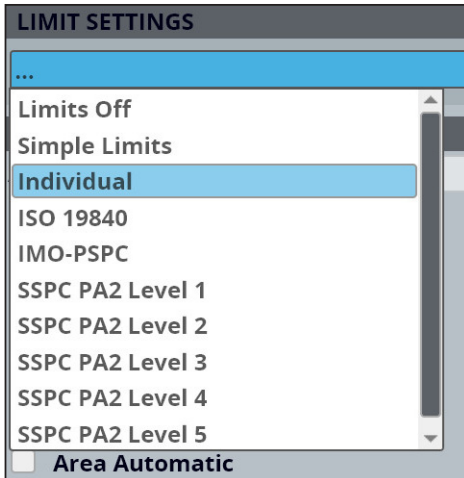 LIMIT SETTINGS
...
Limits Off
Simple Limits
Individual
ISO 19840
IMO-PSPC
SSPC PA2 Level 1
SSPC PA2 Level 2
SSPC PA2 Level 3
SSPC PA2 Level 4
SSPC PA2 Level 5
Area Automatic